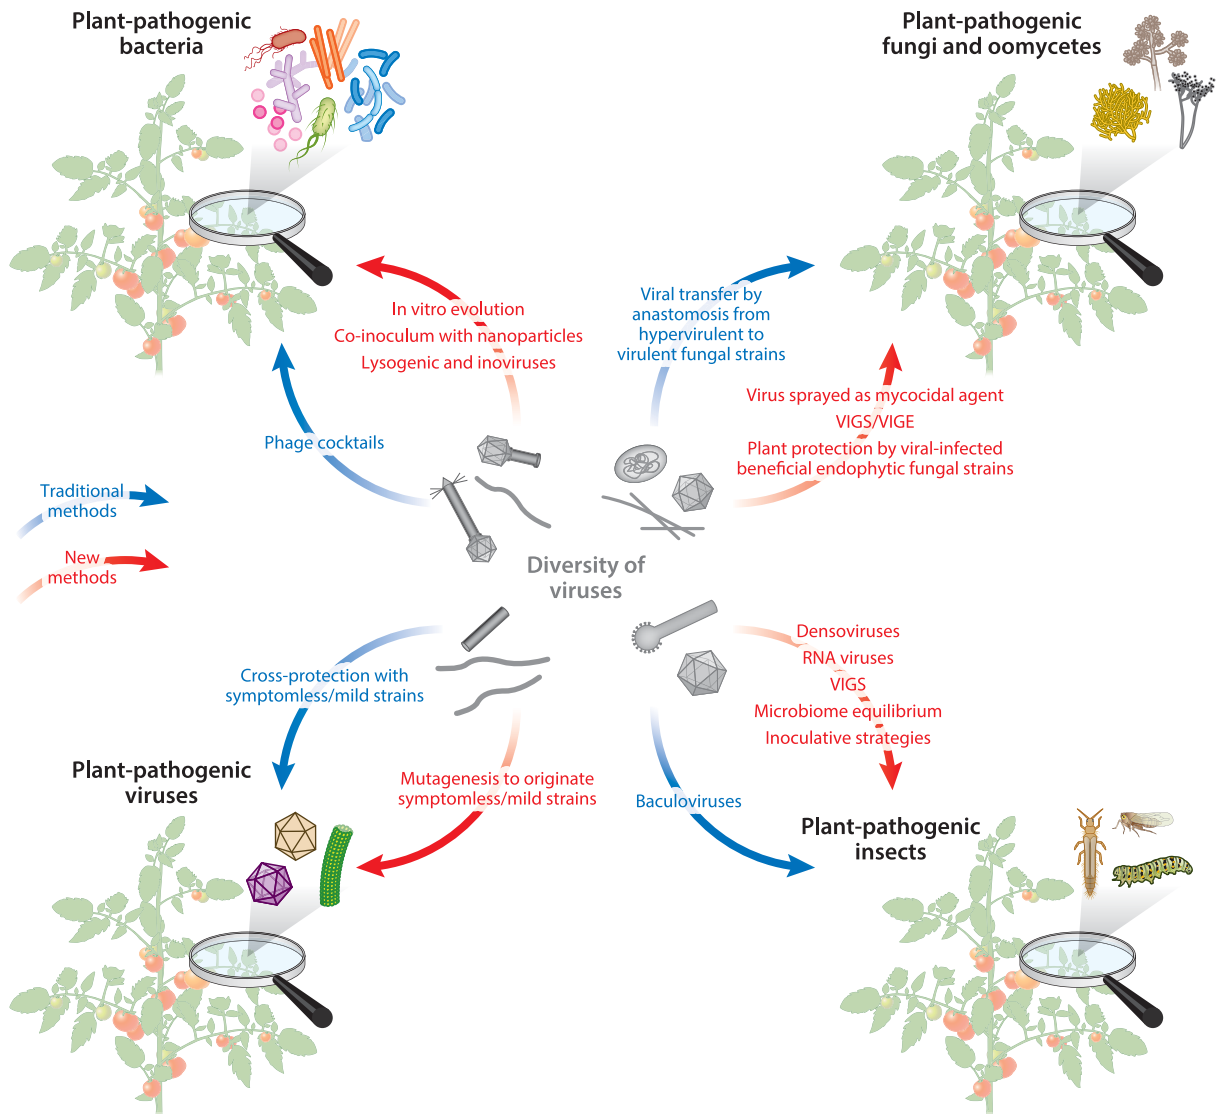 Plant-pathogenic
bacteria
Plant-pathogenic
fungi and oomycetes
In vitro evolution
Co-inoculum with nanoparticles
Lysogenic and inoviruses
Viral transfer by
anastomosis from
hypervirulent to
virulent fungal strains
Phage cocktails
Virus sprayed as mycocidal agent
VIGS/VIGE
Plant protection by viral-infected
beneficial endophytic fungal strains
Traditional
methods
New
methods
Diversity of
viruses
Cross-protection with
symptomless/mild strains
Densoviruses
RNA viruses
VIGS
Microbiome equilibrium
Inoculative strategies
Plant-pathogenic
viruses
Mutagenesis to originate
symptomless/mild strains
Baculoviruses
Plant-pathogenic
insects